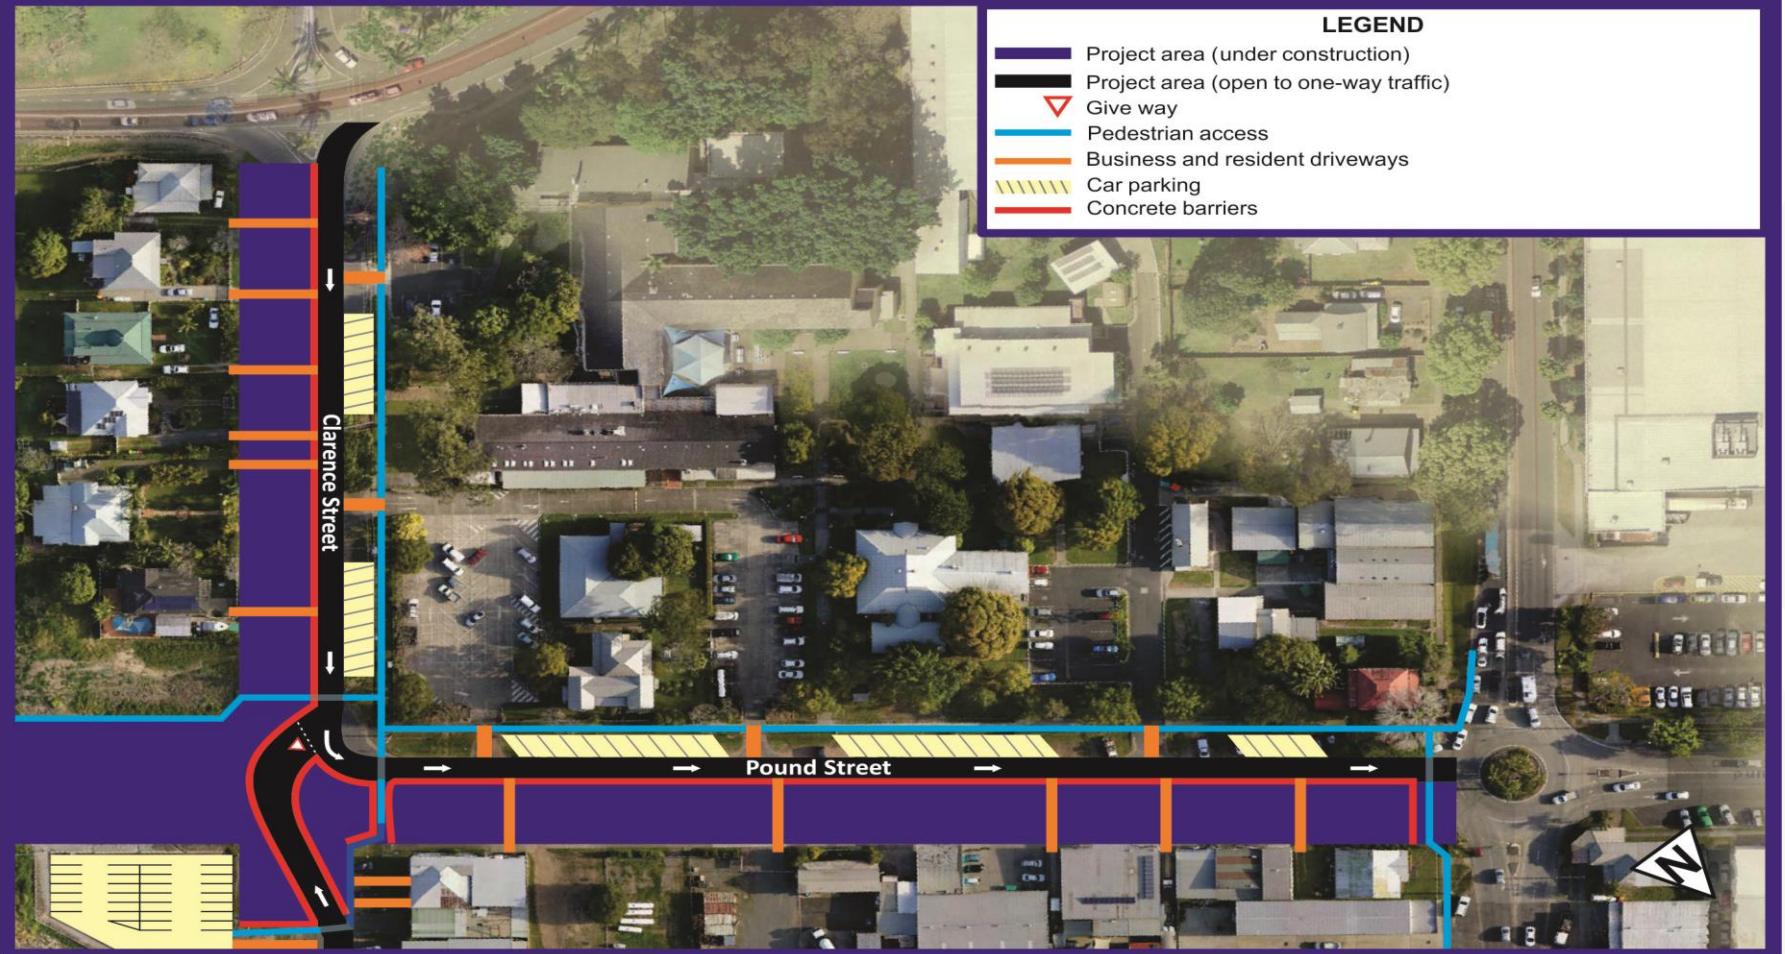 LEGEND
Project area (under construction)
Project area (open to one-way traffic)
Give way
Pedestrian access
Business and resident driveways
Car parking
Concrete barriers
Clarence Street
Pound Street
N